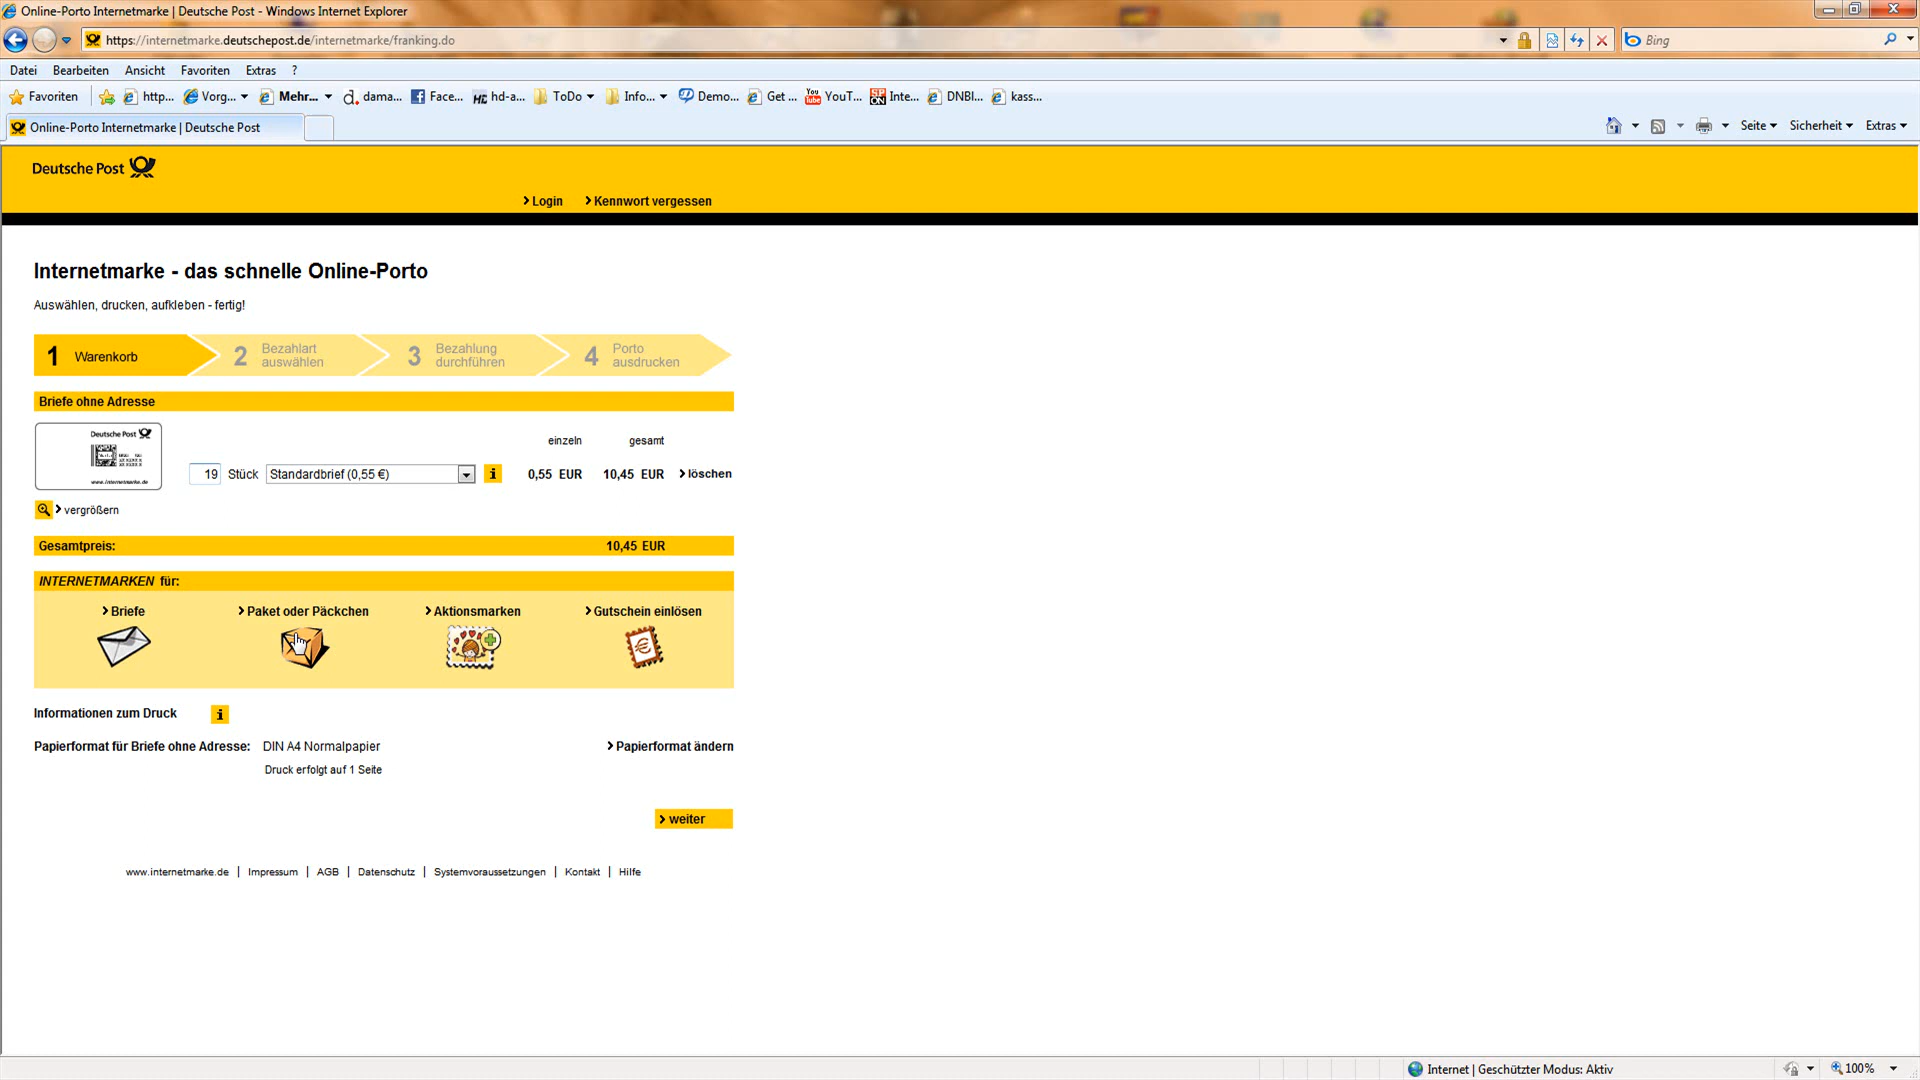 Online-Porto Internetmarke | Deutsche Post - Windows Internet Explorer
https://internetmarke.deutschepost.de/internetmarke/franking.do
Bing
Datei Bearbeiten Ansicht Favoriten Extras ?
Favoriten http... Vorg... Mehr... dama... Face... hd-a... ToDo Info... Demo... Get ... YouT... Inte... DNBI... kass...
Online-Porto Internetmarke | Deutsche Post
Seite Sicherheit Extras
Deutsche Post
Login Kennwort vergessen
Internetmarke - das schnelle Online-Porto
Auswählen, drucken, aufkleben - fertig!
1 Warenkorb
2 Bezahlart auswählen
3 Bezahlung durchführen
4 Porto ausdrucken
Briefe ohne Adresse
Deutsche Post
www.internetmarke.de
einzeln gesamt
19 Stück Standardbrief (0,55 €) i 0,55 EUR 10,45 EUR löschen
vergrößern
Gesamtpreis: 10,45 EUR
INTERNETMARKEN für:
Briefe Paket oder Päckchen Aktionsmarken Gutschein einlösen
Informationen zum Druck i
Papierformat für Briefe ohne Adresse: DIN A4 Normalpapier Papierformat ändern
Druck erfolgt auf 1 Seite
weiter
www.internetmarke.de | Impressum | AGB | Datenschutz | Systemvoraussetzungen | Kontakt | Hilfe
Internet | Geschützter Modus: Aktiv
100%